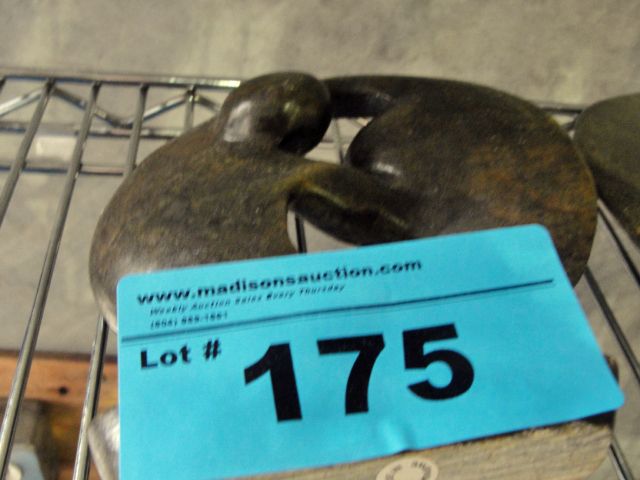 www.madisonsauction.com
Weekly Auction Sales Every Thursday
Lot # 175